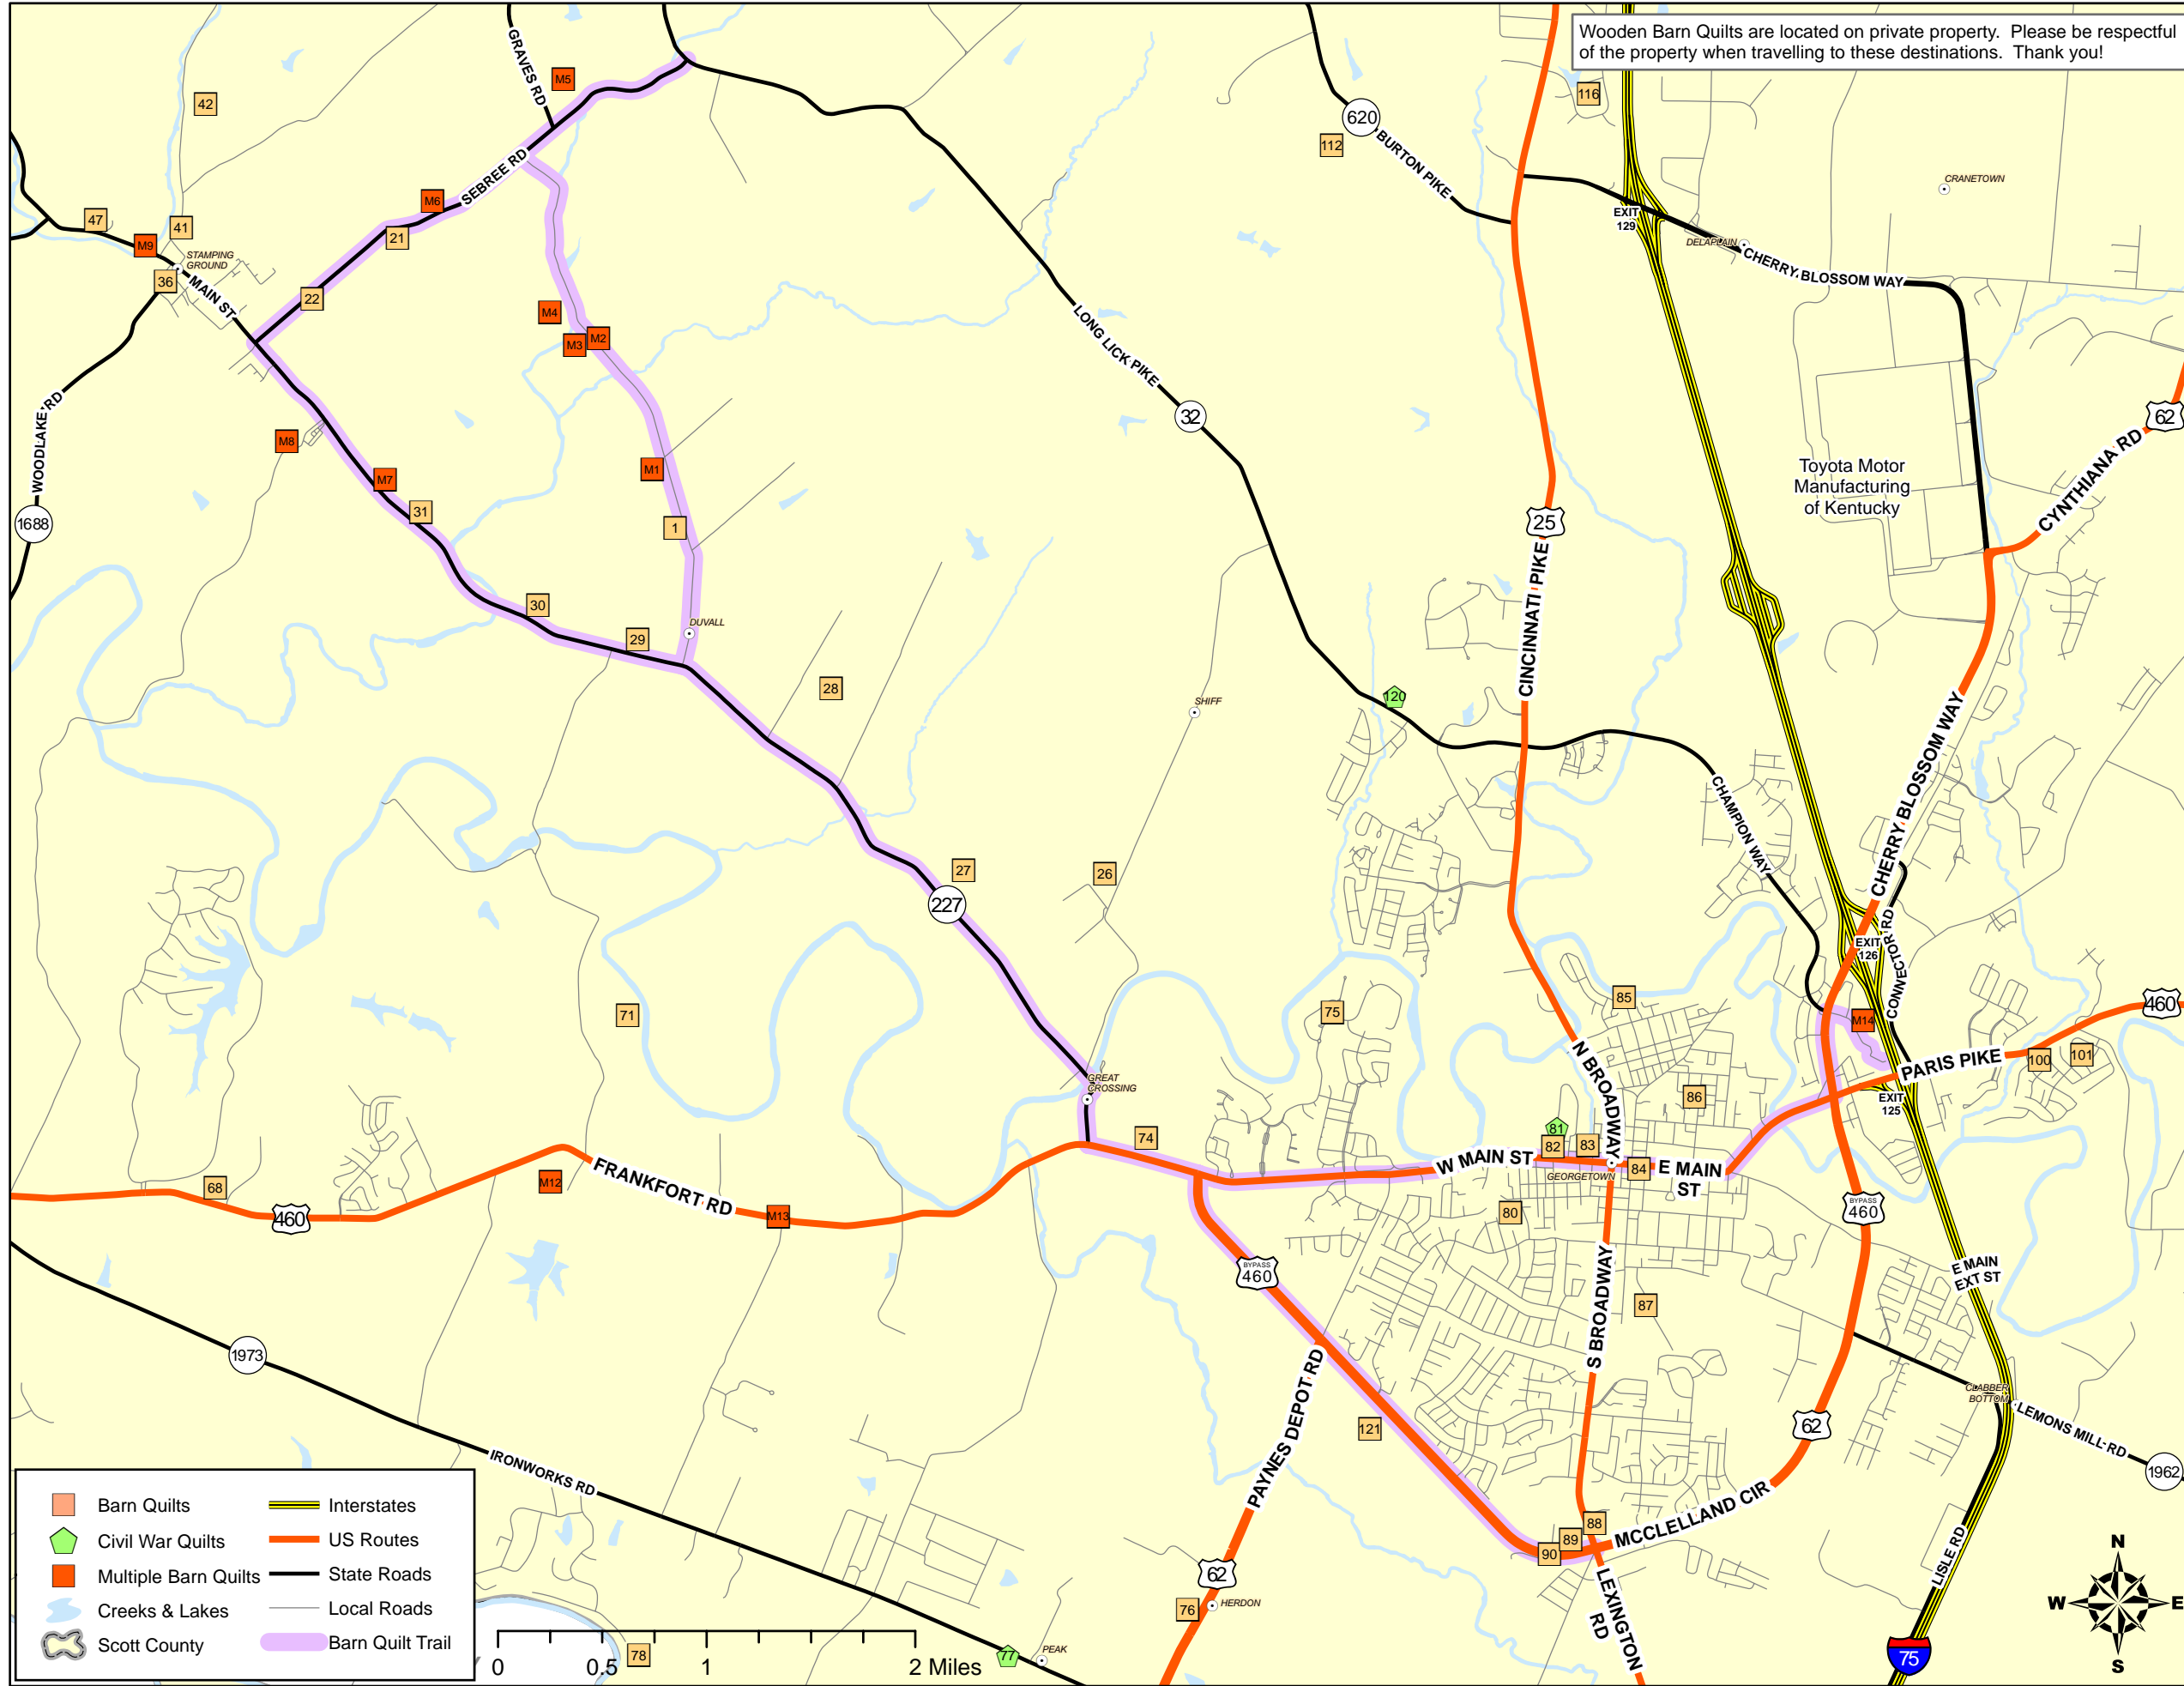 Wooden Barn Quilts are located on private property. Please be respectful
of the property when travelling to these destinations. Thank you!
GRAVES RD
M5
42
116
620
BURTON PIKE
112
CRANETOWN
SEBREE RD
M6
47
41
21
M9
STAMPING
GROUND
36
MAIN ST
22
EXIT
129
DELAPLAIN
CHERRY BLOSSOM WAY
M4
M3
M2
LONG LICK PIKE
32
62
CYNTHIANA RD
Toyota Motor
Manufacturing
of Kentucky
WOODLAKE RD
M8
M7
M1
31
1
1688
25
CINCINNATI PIKE
30
29
DUVALL
28
SHIFF
120
CHAMPION WAY
CHERRY BLOSSOM WAY
27
26
227
EXIT
126
CONNECTOR RD
71
75
85
M14
460
PARIS PIKE
100
101
N BROADWAY
GREAT
CROSSING
86
EXIT
125
74
81
82
83
84
W MAIN ST
E MAIN
ST
GEORGETOWN
68
M12
FRANKFORT RD
M13
460
80
BYPASS
460
BYPASS
460
E MAIN
EXT ST
87
S BROADWAY
1973
PAYNES DEPOT RD
CLABBER
BOTTOM
LEMONS MILL RD
62
121
1962
IRONWORKS RD
MCCLELLAND CIR
88
89
90
LEXINGTON
RD
LISLE RD
62
76
HERDON
77
PEAK
78
75
N
W
E
S
Barn Quilts
Civil War Quilts
Multiple Barn Quilts
Creeks & Lakes
Scott County
Interstates
US Routes
State Roads
Local Roads
Barn Quilt Trail
0 0.5 1 2 Miles